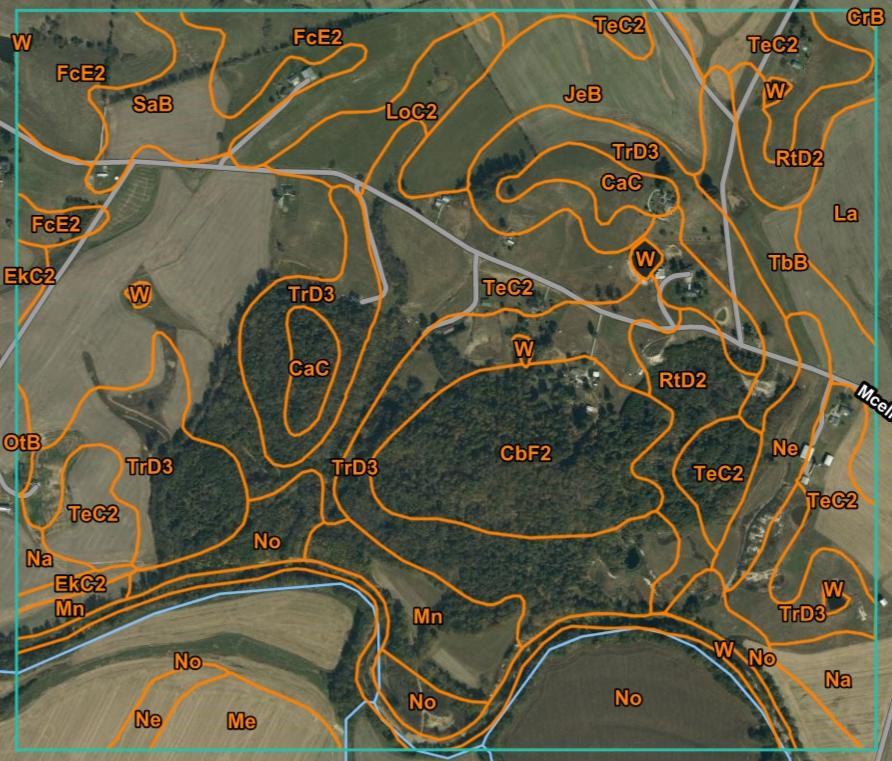 CrB
FcE2
TeC2
W
TeC2
FcE2
W
JeB
SaB
LoC2
TrD3
RtD2
CaC
La
FcE2
W
TbB
EkC2
TeC2
W
TrD3
W
CaC
RtD2
Mcel
OtB
Ne
CbF2
TrD3
TrD3
TeC2
TeC2
TeC2
No
Na
EkC2
W
Mn
TrD3
Mn
W
No
No
Na
No
No
Ne
Me